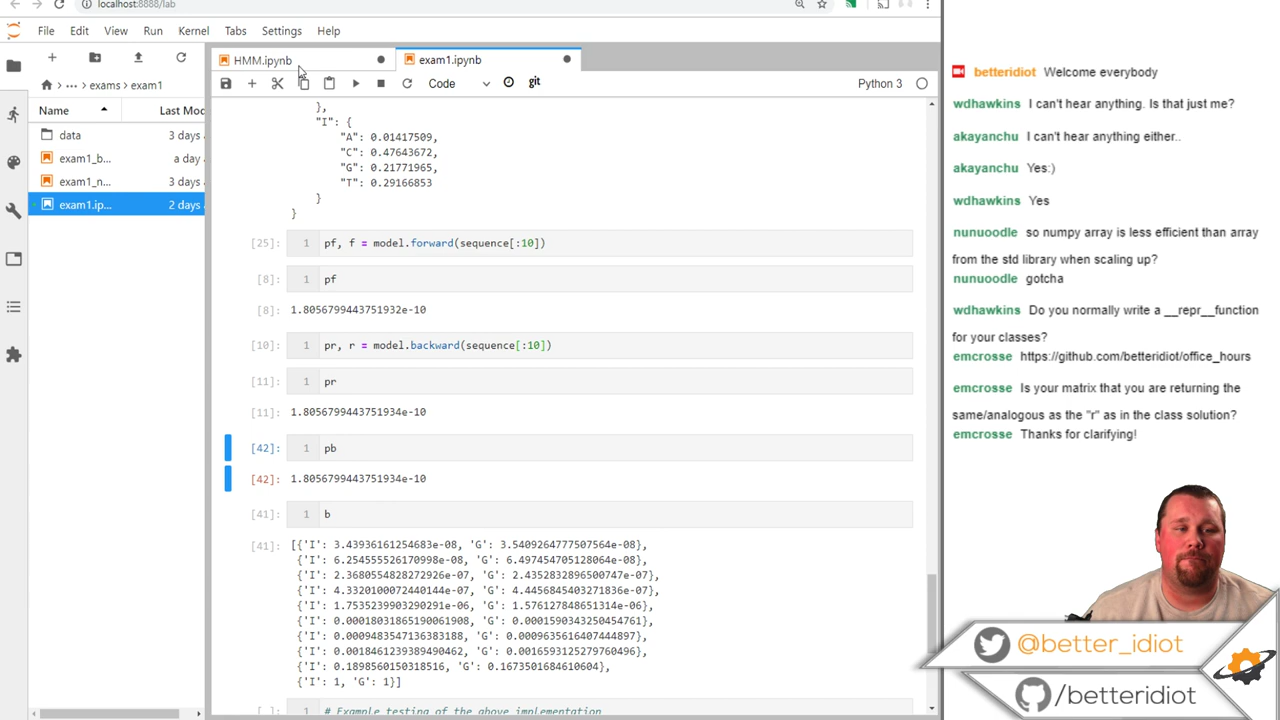 localhost:8888/lab
File Edit View Run Kernel Tabs Settings Help
HMM.ipynb
exam1.ipynb
Code
git
Python 3
exams / exam1
Name
Last Mod
data
3 days
exam1_b...
a day
exam1_n...
3 days
exam1.ip...
2 days
},
"I": {
"A": 0.01417509,
"C": 0.47643672,
"G": 0.21771965,
"T": 0.29166853
}
}
[25]: 1 pf, f = model.forward(sequence[:10])
[8]: 1 pf
[8]: 1.8056799443751932e-10
[10]: 1 pr, r = model.backward(sequence[:10])
[11]: 1 pr
[11]: 1.8056799443751934e-10
[42]: 1 pb
[42]: 1.8056799443751934e-10
[41]: 1 b
[41]: [{'I': 3.43936161254683e-08, 'G': 3.5409264777507564e-08},
{'I': 6.254555526170998e-08, 'G': 6.497454705128064e-08},
{'I': 2.3680554828272926e-07, 'G': 2.4352832896500747e-07},
{'I': 4.3320100072440144e-07, 'G': 4.4456845403271836e-07},
{'I': 1.7535239903290291e-06, 'G': 1.576127848651314e-06},
{'I': 0.00018031865190061908, 'G': 0.0001590343250454761},
{'I': 0.0009483547136383188, 'G': 0.0009635616407444897},
'G': 0.0016593125279760496},
{'I': 0.1898560150318516, 'G': 0.1673501684610604},
{'I': 1, 'G': 1}]
[ ]: # Example testing of the above implementation
betteridiot Welcome everybody
wdhawkins I can't hear anything. Is that just me?
akayanchu I can't hear anything either..
akayanchu Yes:)
wdhawkins Yes
nunuoodle so numpy array is less efficient than array
from the std library when scaling up?
nunuoodle gotcha
wdhawkins Do you normally write a __repr__function
for your classes?
emcrosse https://github.com/betteridiot/office_hours
emcrosse Is your matrix that you are returning the
same/analogous as the "r" as in the class solution?
emcrosse Thanks for clarifying!
@better_idiot
/betteridiot